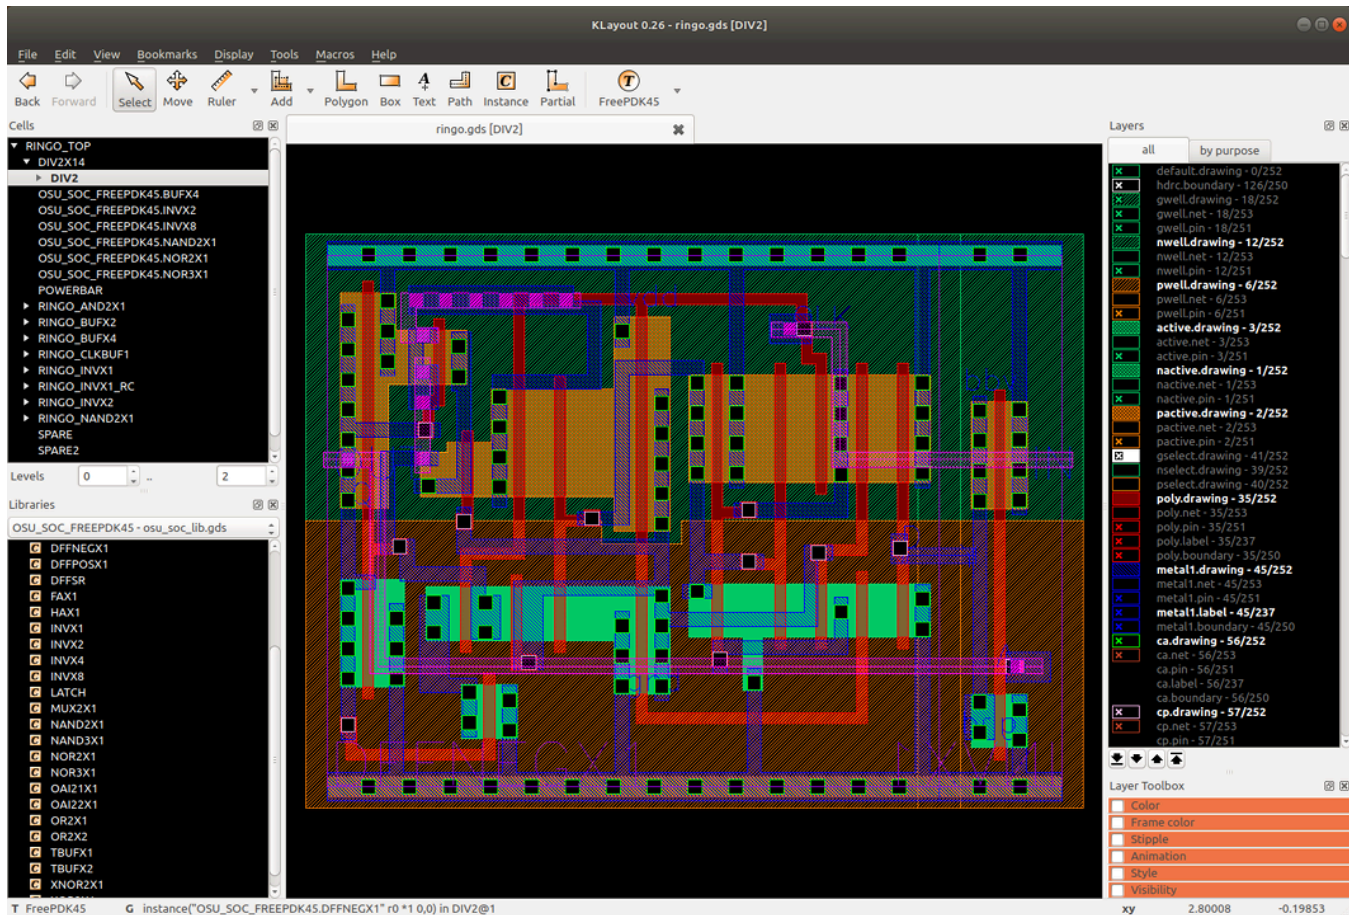 KLayout 0.26 - ringo.gds [DIV2]
File Edit View Bookmarks Display Tools Macros Help
Back Forward Select Move Ruler Add Polygon Box Text Path Instance Partial FreePDK45
Cells
RINGO_TOP
DIV2X14
DIV2
OSU_SOC_FREEPDK45.BUFX4
OSU_SOC_FREEPDK45.INVX2
OSU_SOC_FREEPDK45.INVX8
OSU_SOC_FREEPDK45.NAND2X1
OSU_SOC_FREEPDK45.NOR2X1
OSU_SOC_FREEPDK45.NOR3X1
POWERBAR
RINGO_AND2X1
RINGO_BUFX2
RINGO_BUFX4
RINGO_CLKBUF1
RINGO_INVX1
RINGO_INVX1_RC
RINGO_INVX2
RINGO_NAND2X1
SPARE
SPARE2
Levels 0 .. 2
Libraries
OSU_SOC_FREEPDK45 - osu_soc_lib.gds
DFFNEGX1
DFFPOSX1
DFFSR
FAX1
HAX1
INVX1
INVX2
INVX4
INVX8
LATCH
MUX2X1
NAND2X1
NAND3X1
NOR2X1
NOR3X1
OAI21X1
OAI22X1
OR2X1
OR2X2
TBUFX1
TBUFX2
XNOR2X1
ringo.gds [DIV2]
Layers
all by purpose
default.drawing - 0/252
hdrc.boundary - 126/250
gwell.drawing - 18/252
gwell.net - 18/253
gwell.pin - 18/251
nwell.drawing - 12/252
nwell.net - 12/253
nwell.pin - 12/251
pwell.drawing - 6/252
pwell.net - 6/253
pwell.pin - 6/251
active.drawing - 3/252
active.net - 3/253
active.pin - 3/251
nactive.drawing - 1/252
nactive.net - 1/253
nactive.pin - 1/251
pactive.drawing - 2/252
pactive.net - 2/253
pactive.pin - 2/251
gselect.drawing - 41/252
nselect.drawing - 39/252
pselect.drawing - 40/252
poly.drawing - 35/252
poly.net - 35/253
poly.pin - 35/251
poly.label - 35/237
poly.boundary - 35/250
metal1.drawing - 45/252
metal1.net - 45/253
metal1.pin - 45/251
metal1.label - 45/237
metal1.boundary - 45/250
ca.drawing - 56/252
ca.net - 56/253
ca.pin - 56/251
ca.label - 56/237
ca.boundary - 56/250
cp.drawing - 57/252
cp.net - 57/253
cp.pin - 57/251
Layer Toolbox
Color
Frame color
Stipple
Animation
Style
Visibility
T FreePDK45 G instance("OSU_SOC_FREEPDK45.DFFNEGX1" r0 *1 0,0) in DIV2@1 xy 2.80008 -0.19853